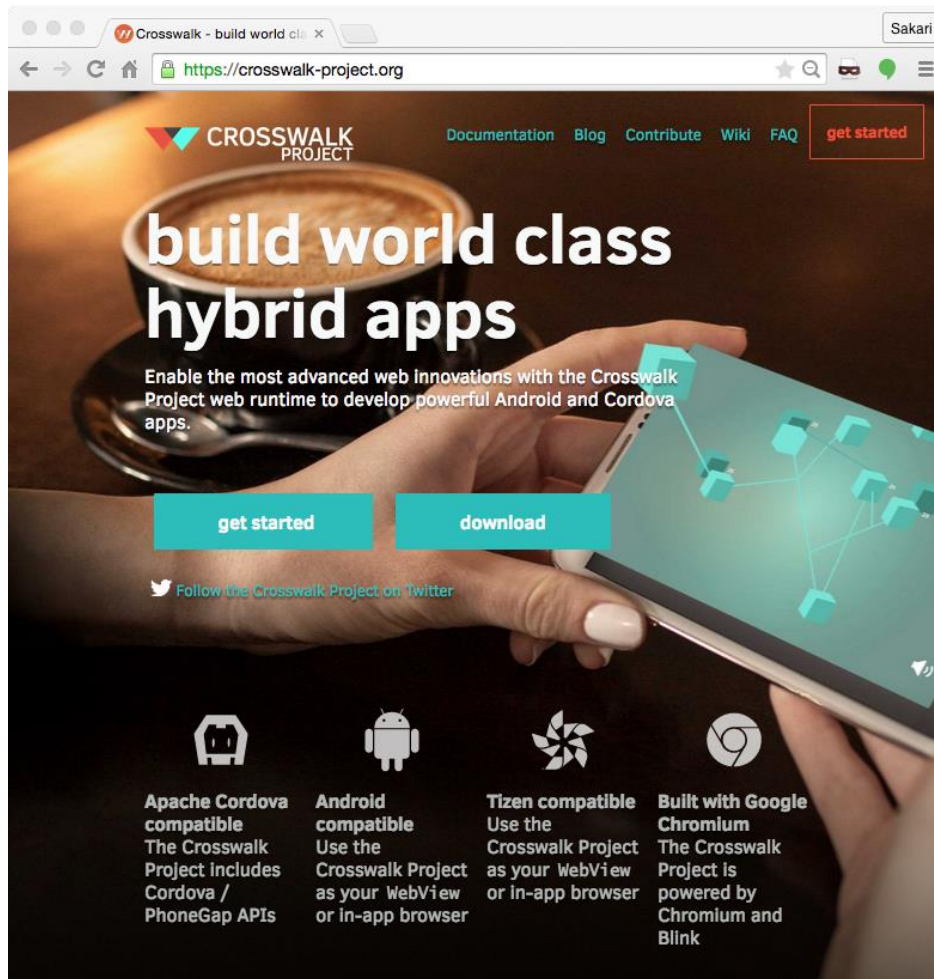 Crosswalk - build world cla
Sakari
https://crosswalk-project.org
CROSSWALK
PROJECT
Documentation Blog Contribute Wiki FAQ get started
build world class
hybrid apps
Enable the most advanced web innovations with the Crosswalk
Project web runtime to develop powerful Android and Cordova
apps.
get started download
Follow the Crosswalk Project on Twitter
Apache Cordova
compatible
The Crosswalk
Project includes
Cordova /
PhoneGap APIs
Android
compatible
Use the
Crosswalk Project
as your WebView
or in-app browser
Tizen compatible
Use the
Crosswalk Project
as your WebView
or in-app browser
Built with Google
Chromium
The Crosswalk
Project is
powered by
Chromium and
Blink